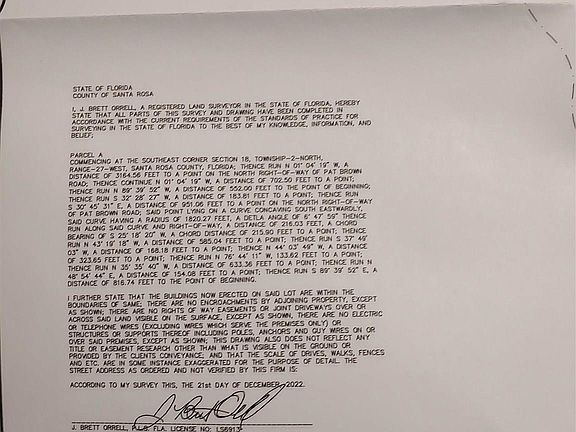 STATE OF FLORIDA
COUNTY OF SANTA ROSA
I, J. BRETT ORRELL, A REGISTERED LAND SURVEYOR IN THE STATE OF FLORIDA, HEREBY
STATE THAT ALL PARTS OF THIS SURVEY AND DRAWING HAVE BEEN COMPLETED IN
ACCORDANCE WITH THE CURRENT REQUIREMENTS OF THE STANDARDS OF PRACTICE FOR
SURVEYING IN THE STATE OF FLORIDA TO THE BEST OF MY KNOWLEDGE, INFORMATION, AND
BELIEF;
PARCEL A
COMMENCING AT THE SOUTHEAST CORNER SECTION 18, TOWNSHIP-2-NORTH,
RANGE-27-WEST, SANTA ROSA COUNTY, FLORIDA; THENCE RUN N 01° 04' 19" W, A
DISTANCE OF 3164.56 FEET TO A POINT ON THE NORTH RIGHT-OF-WAY OF PAT BROWN
ROAD; THENCE CONTINUE N 01° 04' 19" W, A DISTANCE OF 702.50 FEET TO A POINT;
THENCE RUN N 89° 39' 52" W, A DISTANCE OF 552.00 FEET TO THE POINT OF BEGINNING;
THENCE RUN S 32° 28' 27" W, A DISTANCE OF 183.81 FEET TO A POINT; THENCE RUN
S 30° 45' 31" E, A DISTANCE OF 951.06 FEET TO A POINT ON THE NORTH RIGHT-OF-WAY
OF PAT BROWN ROAD; SAID POINT LYING ON A CURVE CONCAVING SOUTH EASTWARDLY,
SAID CURVE HAVING A RADIUS OF 1820.27 FEET, A DETLA ANGLE OF 6° 47' 59" THENCE
RUN ALONG SAID CURVE AND RIGHT-OF-WAY, A DISTANCE OF 216.03 FEET, A CHORD
BEARING OF S 25° 18' 20" W, A CHORD DISTANCE OF 215.90 FEET TO A POINT; THENCE
RUN N 43° 19' 18" W, A DISTANCE OF 585.04 FEET TO A POINT; THENCE RUN S 37° 49'
03" W, A DISTANCE OF 168.18 FEET TO A POINT; THENCE N 44° 03' 49" W, A DISTANCE
OF 323.65 FEET TO A POINT; THENCE RUN N 76° 44' 11" W, 133.62 FEET TO A POINT;
THENCE RUN N 35° 35' 40" W, A DISTANCE OF 633.36 FEET TO A POINT; THENCE RUN N
48° 54' 44" E, A DISTANCE OF 154.08 FEET TO A POINT; THENCE RUN S 89° 39' 52" E, A
DISTANCE OF 816.74 FEET TO THE POINT OF BEGINNING.
I FURTHER STATE THAT THE BUILDINGS NOW ERECTED ON SAID LOT ARE WITHIN THE
BOUNDARIES OF SAME; THERE ARE NO ENCROACHMENTS BY ADJOINING PROPERTY, EXCEPT
AS SHOWN; THERE ARE NO RIGHTS OF WAY EASEMENTS OR JOINT DRIVEWAYS OVER OR
ACROSS SAID LAND VISIBLE ON THE SURFACE, EXCEPT AS SHOWN, THERE ARE NO ELECTRIC
OR TELEPHONE WIRES (EXCLUDING WIRES WHICH SERVE THE PREMISES ONLY) OR
STRUCTURES OR SUPPORTS THEREOF INCLUDING POLES, ANCHORS AND GUY WIRES ON OR
OVER SAID PREMISES, EXCEPT AS SHOWN; THIS DRAWING ALSO DOES NOT REFLECT ANY
TITLE OR EASEMENT RESEARCH OTHER THAN WHAT IS VISIBLE ON THE GROUND OR
PROVIDED BY THE CLIENTS CONVEYANCE; AND THAT THE SCALE OF DRIVES, WALKS, FENCES
AND ETC. ARE IN SOME INSTANCE EXAGGERATED FOR THE PURPOSE OF DETAIL. THE
STREET ADDRESS AS ORDERED AND NOT VERIFIED BY THIS FIRM IS:
ACCORDING TO MY SURVEY THIS, THE 21st DAY OF DECEMBER, 2022.
J. Brett Orrell
J. BRETT ORRELL, P.L.S. FLA. LICENSE NO: LS6913